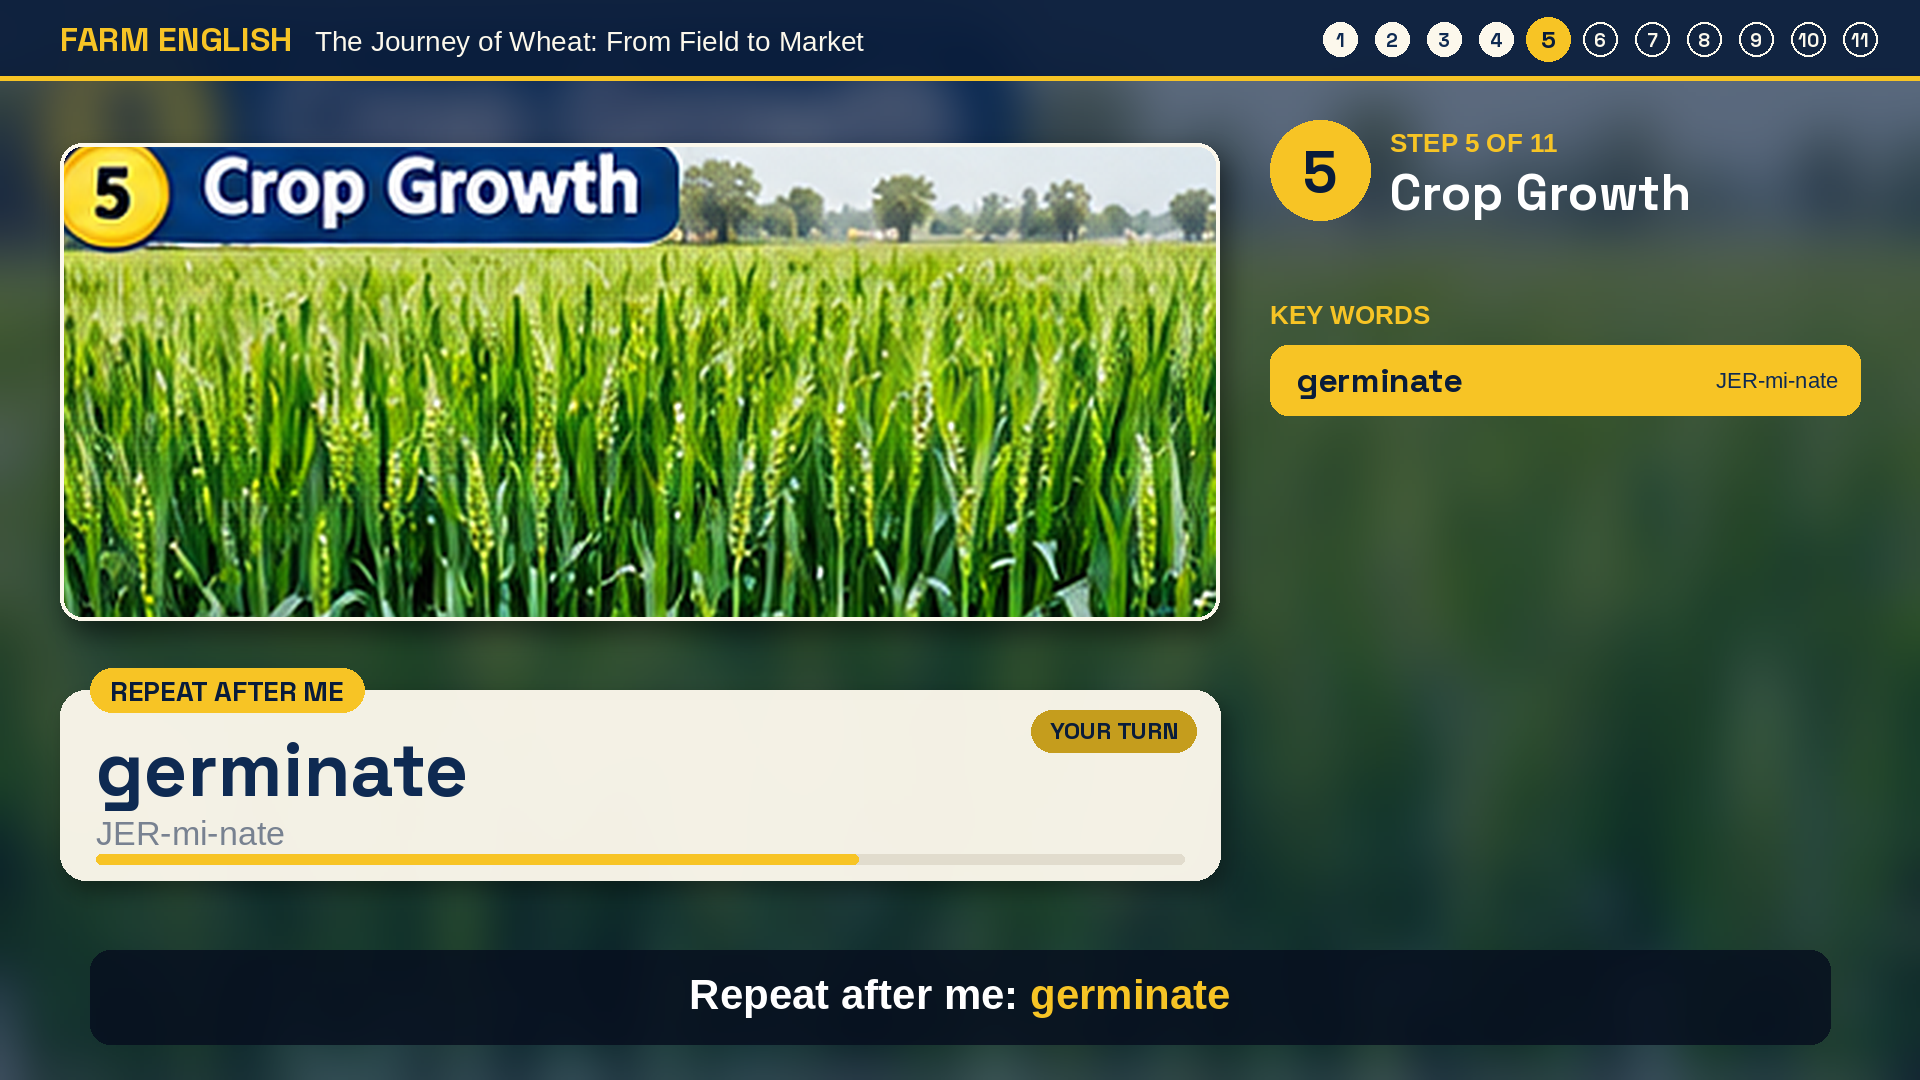 FARM ENGLISH The Journey of Wheat: From Field to Market 1 2 3 4 5 6 7 8 9 10 11
5 Crop Growth
5
STEP 5 OF 11
Crop Growth
KEY WORDS
germinate JER-mi-nate
REPEAT AFTER ME
YOUR TURN
germinate
JER-mi-nate
Repeat after me: germinate